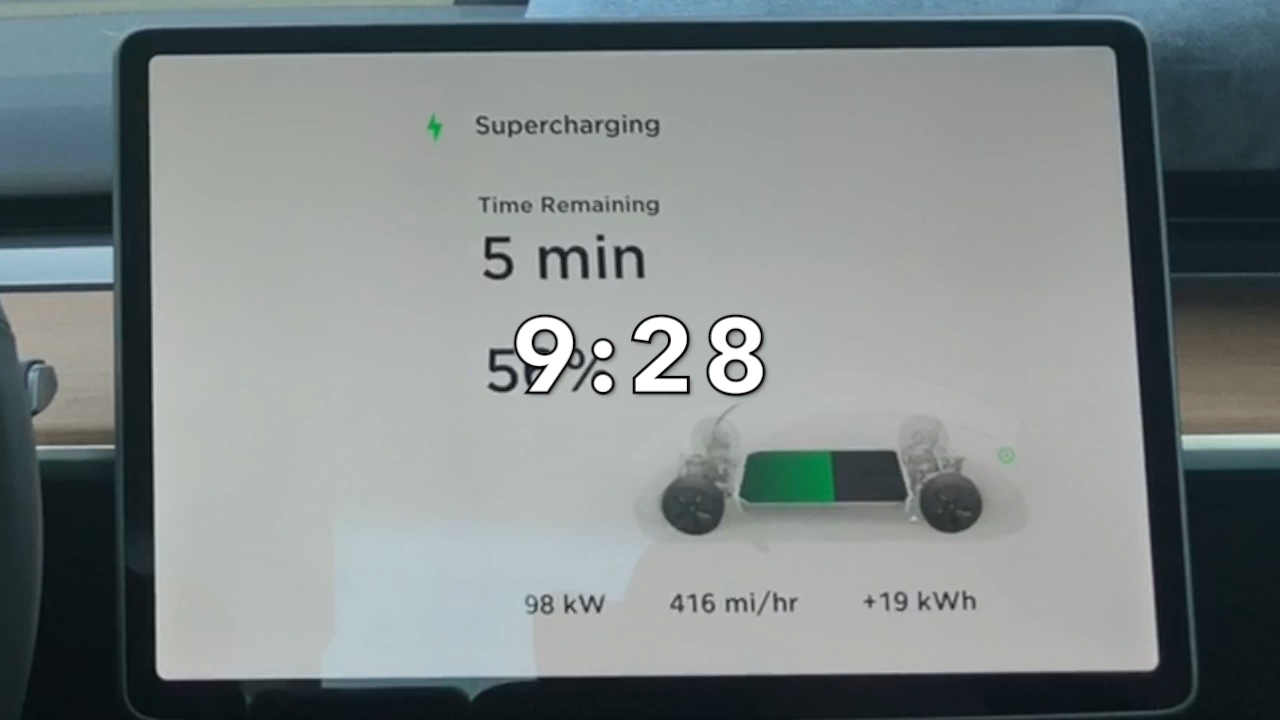 Supercharging
Time Remaining
5 min
9:28
98 kW 416 mi/hr +19 kWh